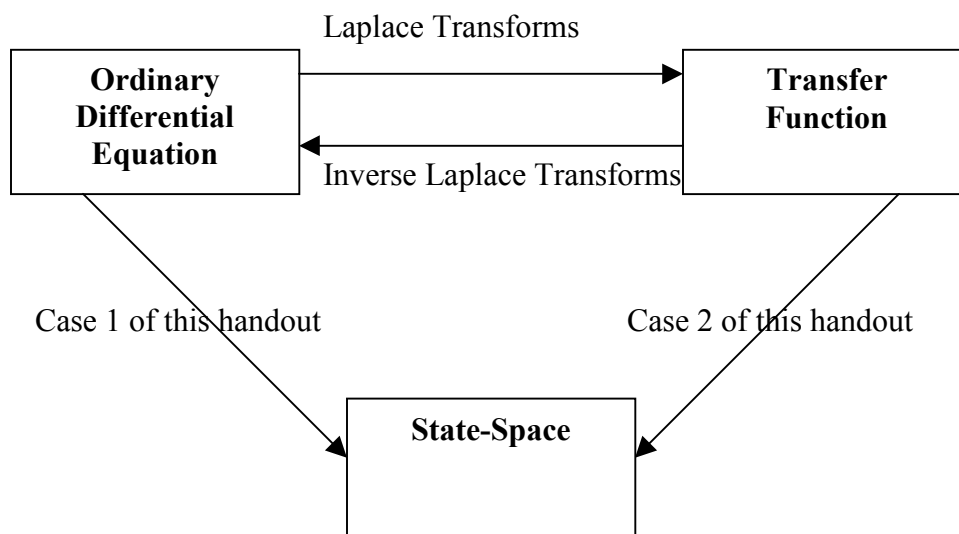 Laplace Transforms
Ordinary
Differential
Equation
Transfer
Function
Inverse Laplace Transforms
Case 1 of this handout
Case 2 of this handout
State-Space